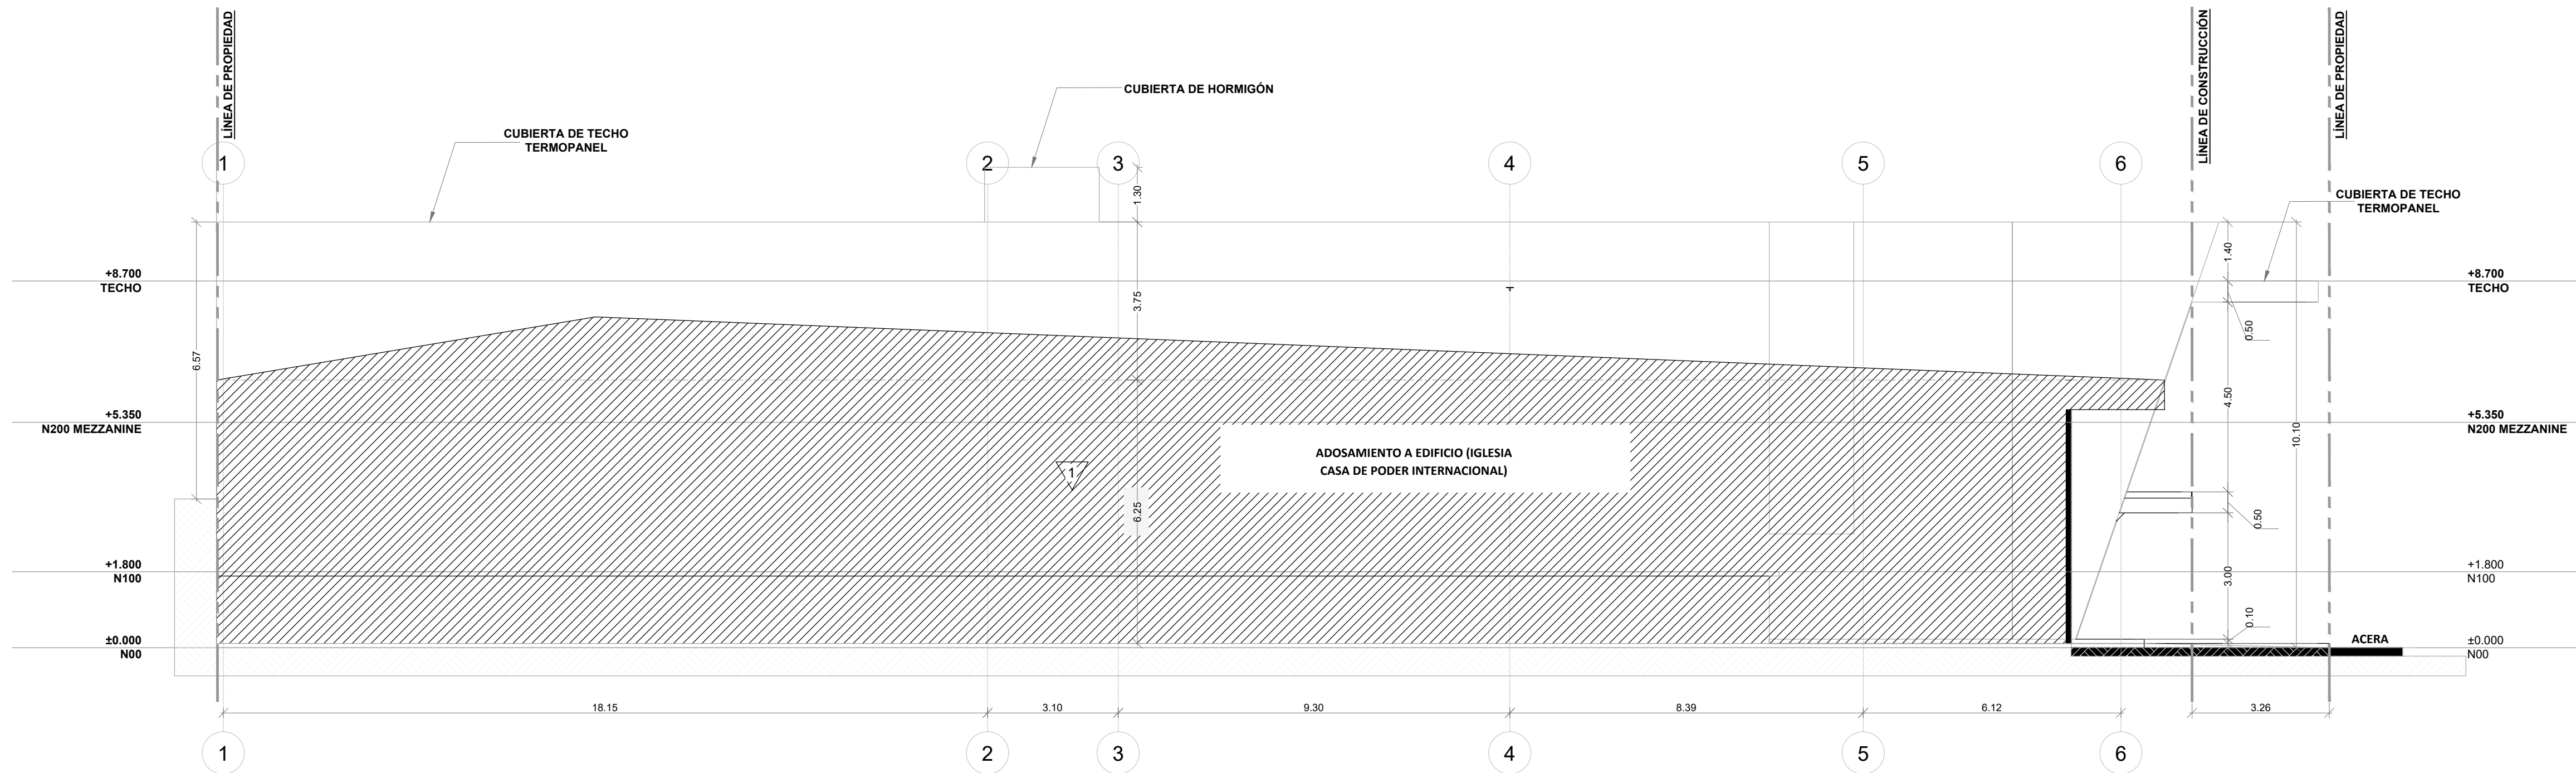 LÍNEA DE PROPIEDAD
LÍNEA DE CONSTRUCCIÓN
LÍNEA DE PROPIEDAD
CUBIERTA DE HORMIGÓN
CUBIERTA DE TECHO
TERMOPANEL
1
2
3
4
5
6
CUBIERTA DE TECHO
TERMOPANEL
1.30
1.40
+8.700
TECHO
+8.700
TECHO
3.75
0.50
6.57
4.50
+5.350
N200 MEZZANINE
+5.350
N200 MEZZANINE
10.10
ADOSAMIENTO A EDIFICIO (IGLESIA
CASA DE PODER INTERNACIONAL)
1
6.25
0.50
+1.800
N100
+1.800
N100
3.00
0.10
±0.000
N00
ACERA
±0.000
N00
18.15
3.10
9.30
8.39
6.12
3.26
1
2
3
4
5
6